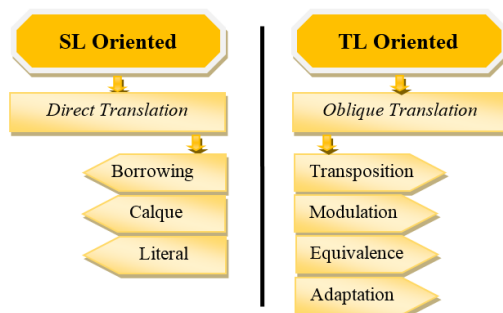 SL Oriented
Direct Translation
Borrowing
Calque
Literal
TL Oriented
Oblique Translation
Transposition
Modulation
Equivalence
Adaptation